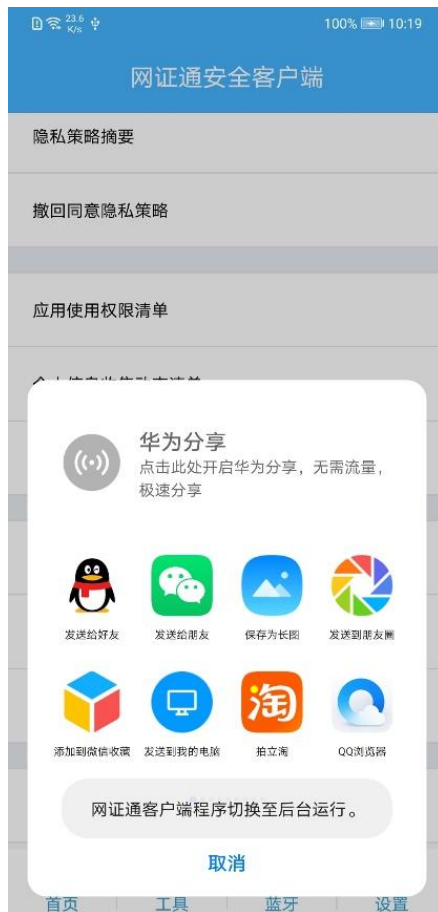 23.6 K/s
100% 10:19
网证通安全客户端
隐私策略摘要
撤回同意隐私策略
应用使用权限清单
华为分享
点击此处开启华为分享，无需流量，
极速分享
发送给好友 发送给朋友 保存为长图 发送到朋友圈
淘
添加到微信收藏 发送到我的电脑 拍立淘 QQ浏览器
网证通客户端程序切换至后台运行。
取消
首页 工具 蓝牙 设置